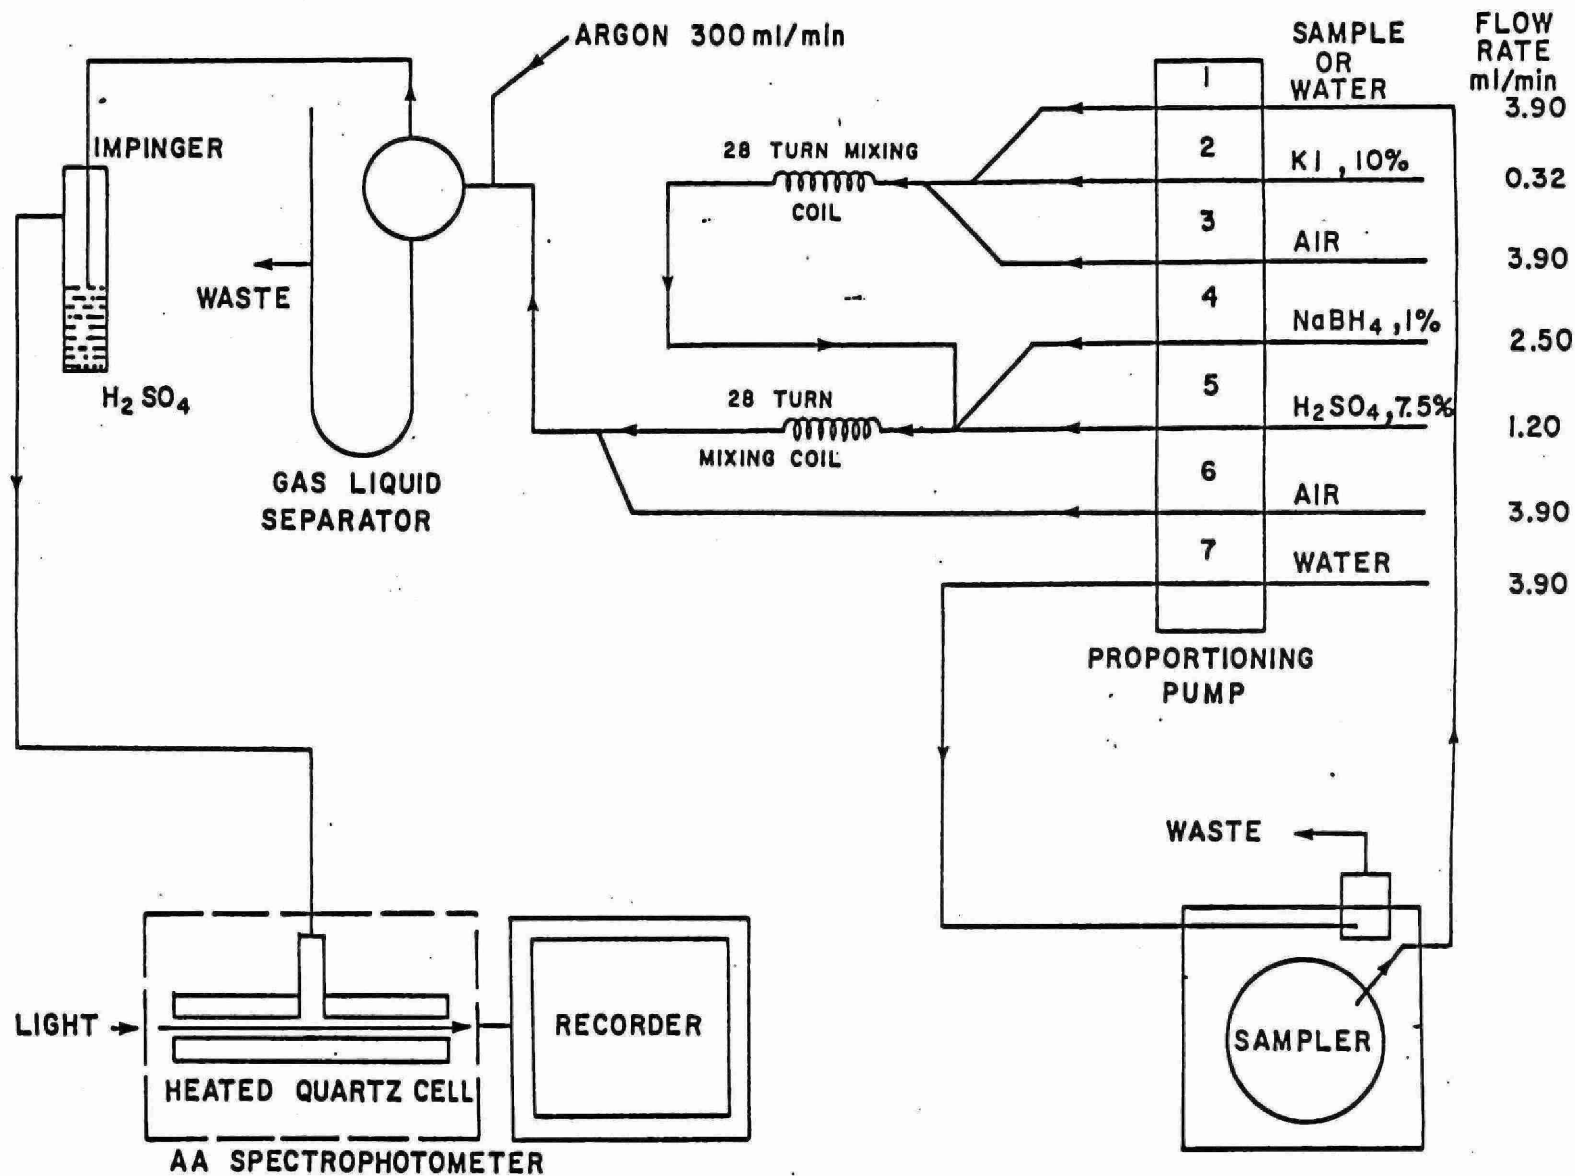 ARGON 300 ml/min
SAMPLE
OR
WATER
FLOW
RATE
ml/min
1
3.90
IMPINGER
28 TURN MIXING
COIL
2
KI, 10%
0.32
3
AIR
3.90
WASTE
4
NaBH4, 1%
2.50
H2SO4
28 TURN
MIXING COIL
5
H2SO4, 7.5%
1.20
GAS LIQUID
SEPARATOR
6
AIR
3.90
7
WATER
3.90
PROPORTIONING
PUMP
WASTE
LIGHT
RECORDER
SAMPLER
HEATED QUARTZ CELL
AA SPECTROPHOTOMETER